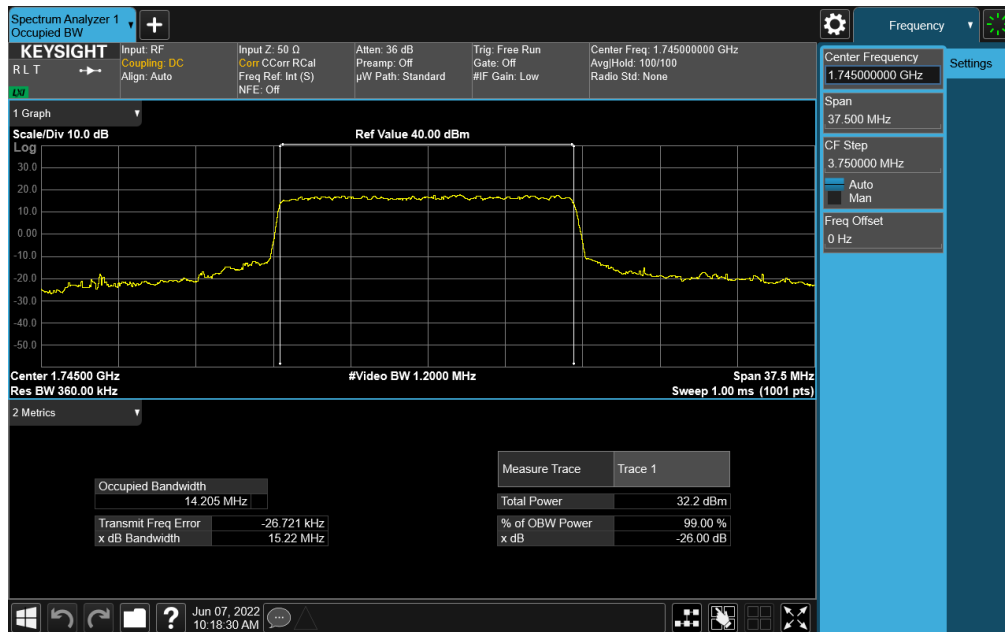 Spectrum Analyzer 1
Occupied BW
Frequency
KEYSIGHT
R L T
LXI
Input: RF
Coupling: DC
Align: Auto
Input Z: 50 Ω
Corr CCorr RCal
Freq Ref: Int (S)
NFE: Off
Atten: 36 dB
Preamp: Off
µW Path: Standard
Trig: Free Run
Gate: Off
#IF Gain: Low
Center Freq: 1.745000000 GHz
Avg|Hold: 100/100
Radio Std: None
Center Frequency
1.745000000 GHz
Settings
Span
37.500 MHz
CF Step
3.750000 MHz
Auto
Man
Freq Offset
0 Hz
1 Graph
Scale/Div 10.0 dB
Ref Value 40.00 dBm
Log
30.0
20.0
10.0
0.00
-10.0
-20.0
-30.0
-40.0
-50.0
Center 1.74500 GHz
#Video BW 1.2000 MHz
Span 37.5 MHz
Res BW 360.00 kHz
Sweep 1.00 ms (1001 pts)
2 Metrics
Measure Trace Trace 1
Occupied Bandwidth
14.205 MHz
Total Power 32.2 dBm
Transmit Freq Error -26.721 kHz
% of OBW Power 99.00 %
x dB Bandwidth 15.22 MHz
x dB -26.00 dB
?
Jun 07, 2022
10:18:30 AM